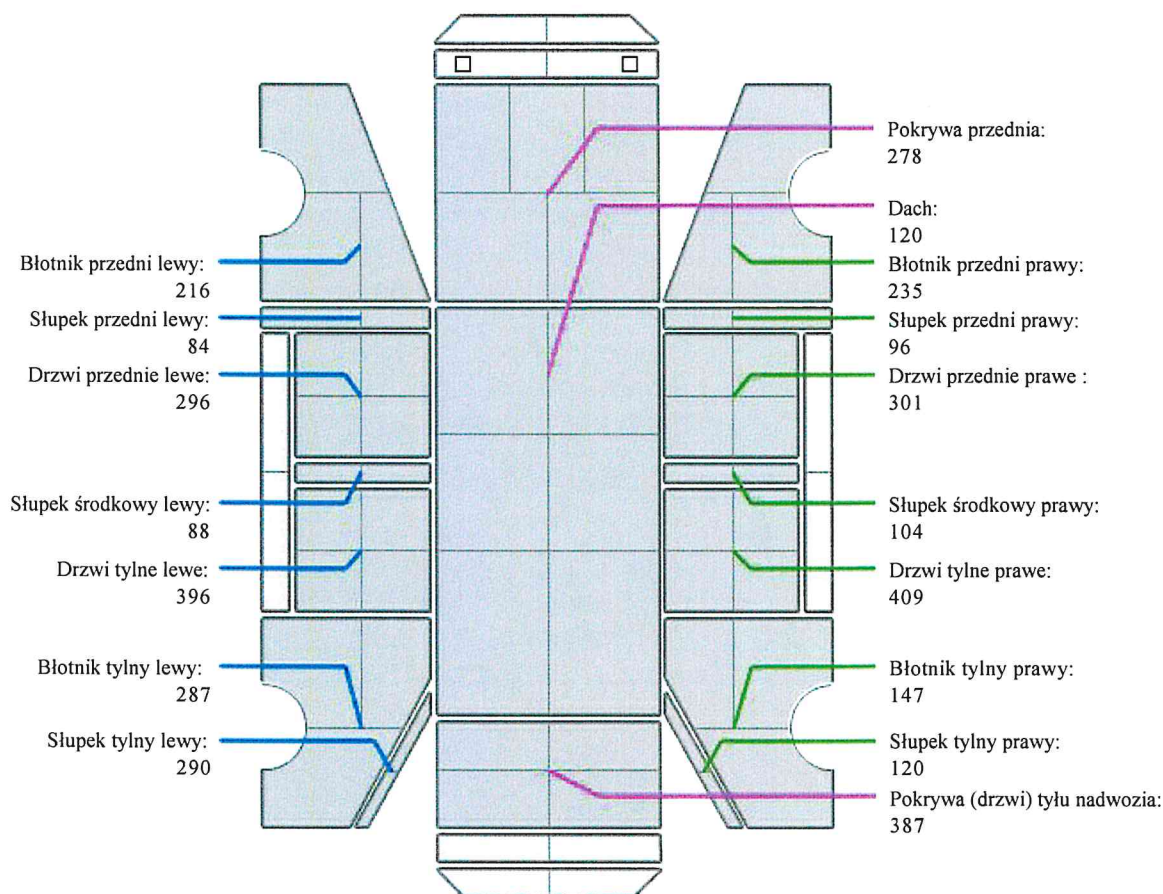 Pokrywa przednia:
278
Dach:
120
Błotnik przedni lewy:
216
Błotnik przedni prawy:
235
Słupek przedni lewy:
84
Słupek przedni prawy:
96
Drzwi przednie lewe:
296
Drzwi przednie prawe :
301
Słupek środkowy lewy:
88
Słupek środkowy prawy:
104
Drzwi tylne lewe:
396
Drzwi tylne prawe:
409
Błotnik tylny lewy:
287
Błotnik tylny prawy:
147
Słupek tylny lewy:
290
Słupek tylny prawy:
120
Pokrywa (drzwi) tyłu nadwozia:
387